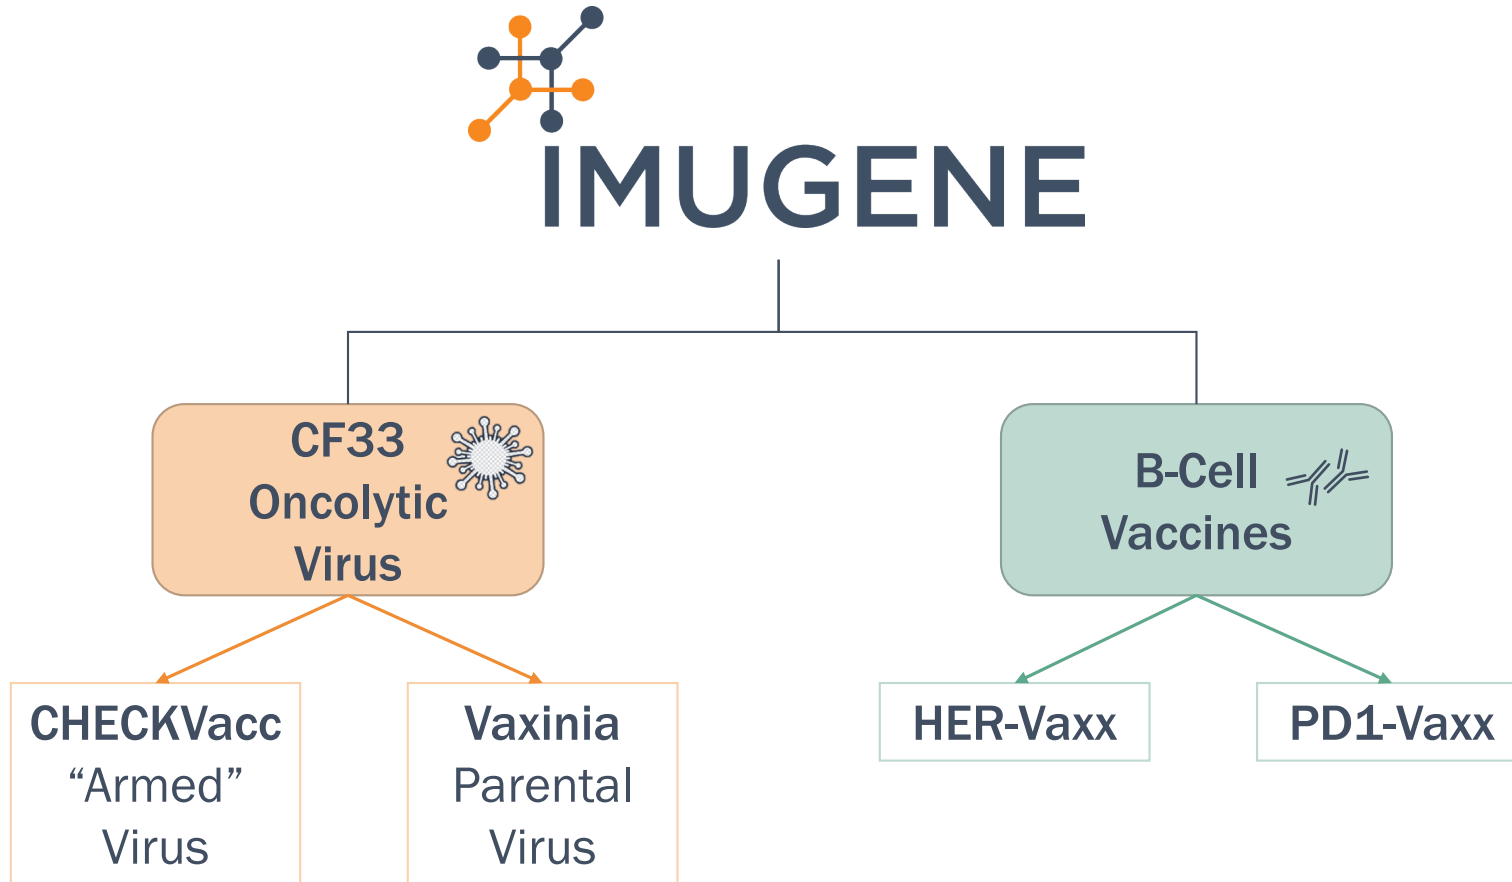 IMUGENE
CF33
Oncolytic
Virus
B-Cell
Vaccines
CHECKVacc
“Armed”
Virus
Vaxinia
Parental
Virus
HER-Vaxx
PD1-Vaxx